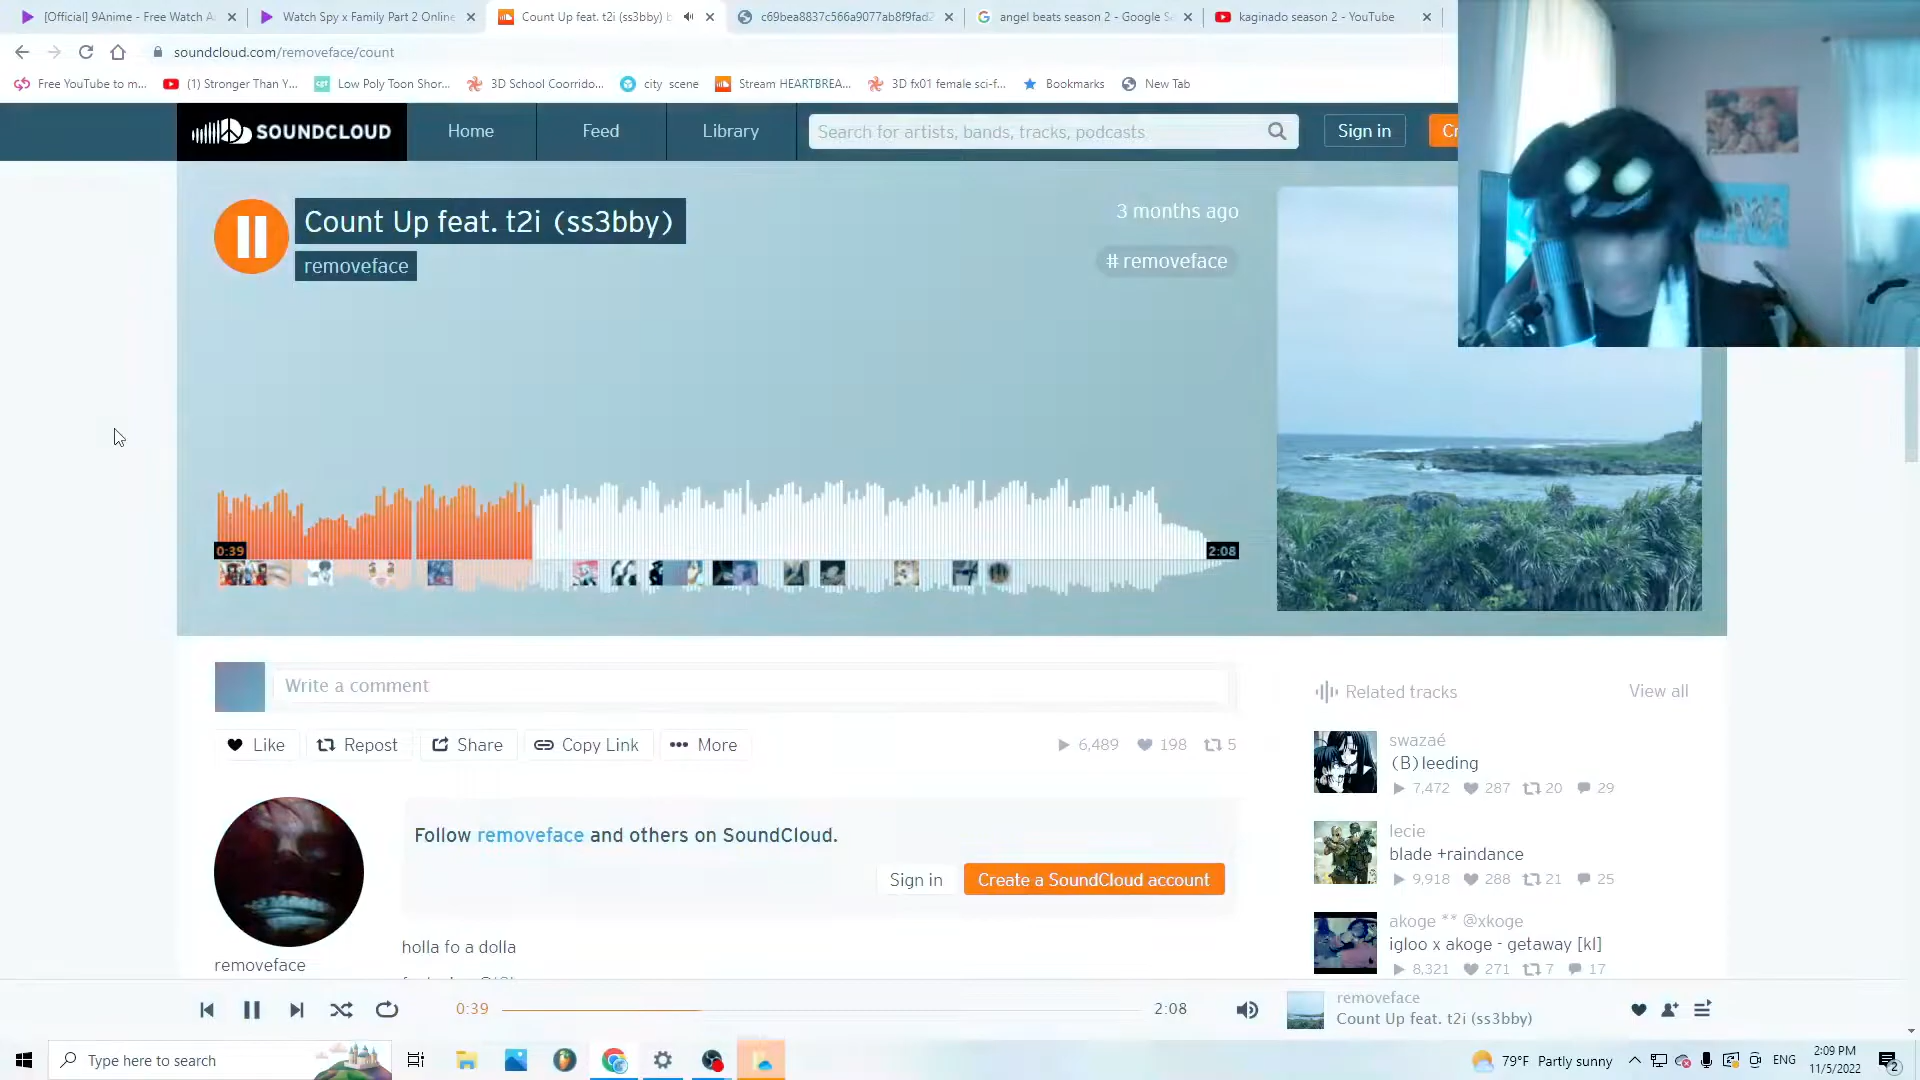 [Official] 9Anime - Free Watch A
Watch Spy x Family Part 2 Online
Count Up feat. t2i (ss3bby) b
c69bea8837c566a9077ab8f9fad2
angel beats season 2 - Google Se
kaginado season 2 - YouTube
soundcloud.com/removeface/count
Free YouTube to m...
(1) Stronger Than Y...
Low Poly Toon Shor...
3D School Coorrido...
city scene
Stream HEARTBREA...
3D fx01 female sci-f...
Bookmarks
New Tab
SOUNDCLOUD
Home
Feed
Library
Search for artists, bands, tracks, podcasts
Sign in
Cr
Count Up feat. t2i (ss3bby)
removeface
3 months ago
# removeface
0:39
2:08
Write a comment
Like
Repost
Share
Copy Link
More
6,489
198
5
Related tracks
View all
swazaé
(B)leeding
7,472 287 20 29
lecie
blade +raindance
9,918 288 21 25
akoge ** @xkoge
igloo x akoge - getaway [kl]
8,321 271 7 17
Follow removeface and others on SoundCloud.
Sign in
Create a SoundCloud account
removeface
holla fo a dolla
0:39
2:08
removeface
Count Up feat. t2i (ss3bby)
Type here to search
79°F Partly sunny
ENG
2:09 PM
11/5/2022
2